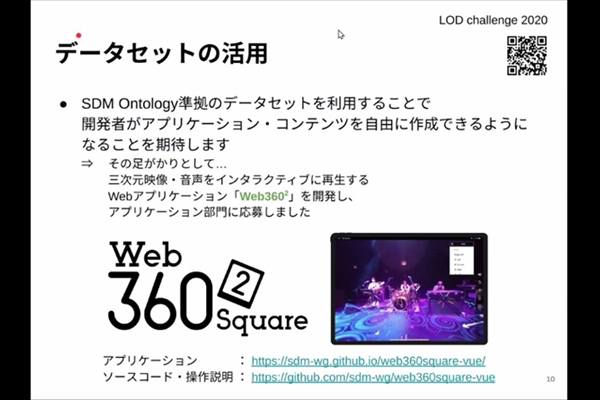 LOD challenge 2020
データセットの活用
● SDM Ontology準拠のデータセットを利用することで
開発者がアプリケーション・コンテンツを自由に作成できるように
なることを期待します
⇒ その足がかりとして...
三次元映像・音声をインタラクティブに再生する
Webアプリケーション「Web360²」を開発し、
アプリケーション部門に応募しました
Web
360 2
Square
アプリケーション : https://sdm-wg.github.io/web360square-vue/
ソースコード・操作説明 : https://github.com/sdm-wg/web360square-vue
10